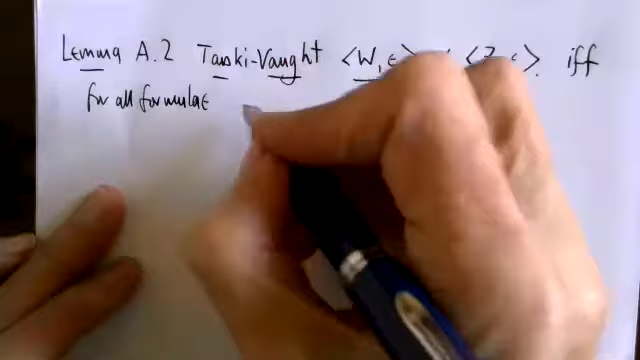 Lemma A.2 Tarski-Vaught <W, ∈> <Z, ∈>. iff
for all formulae